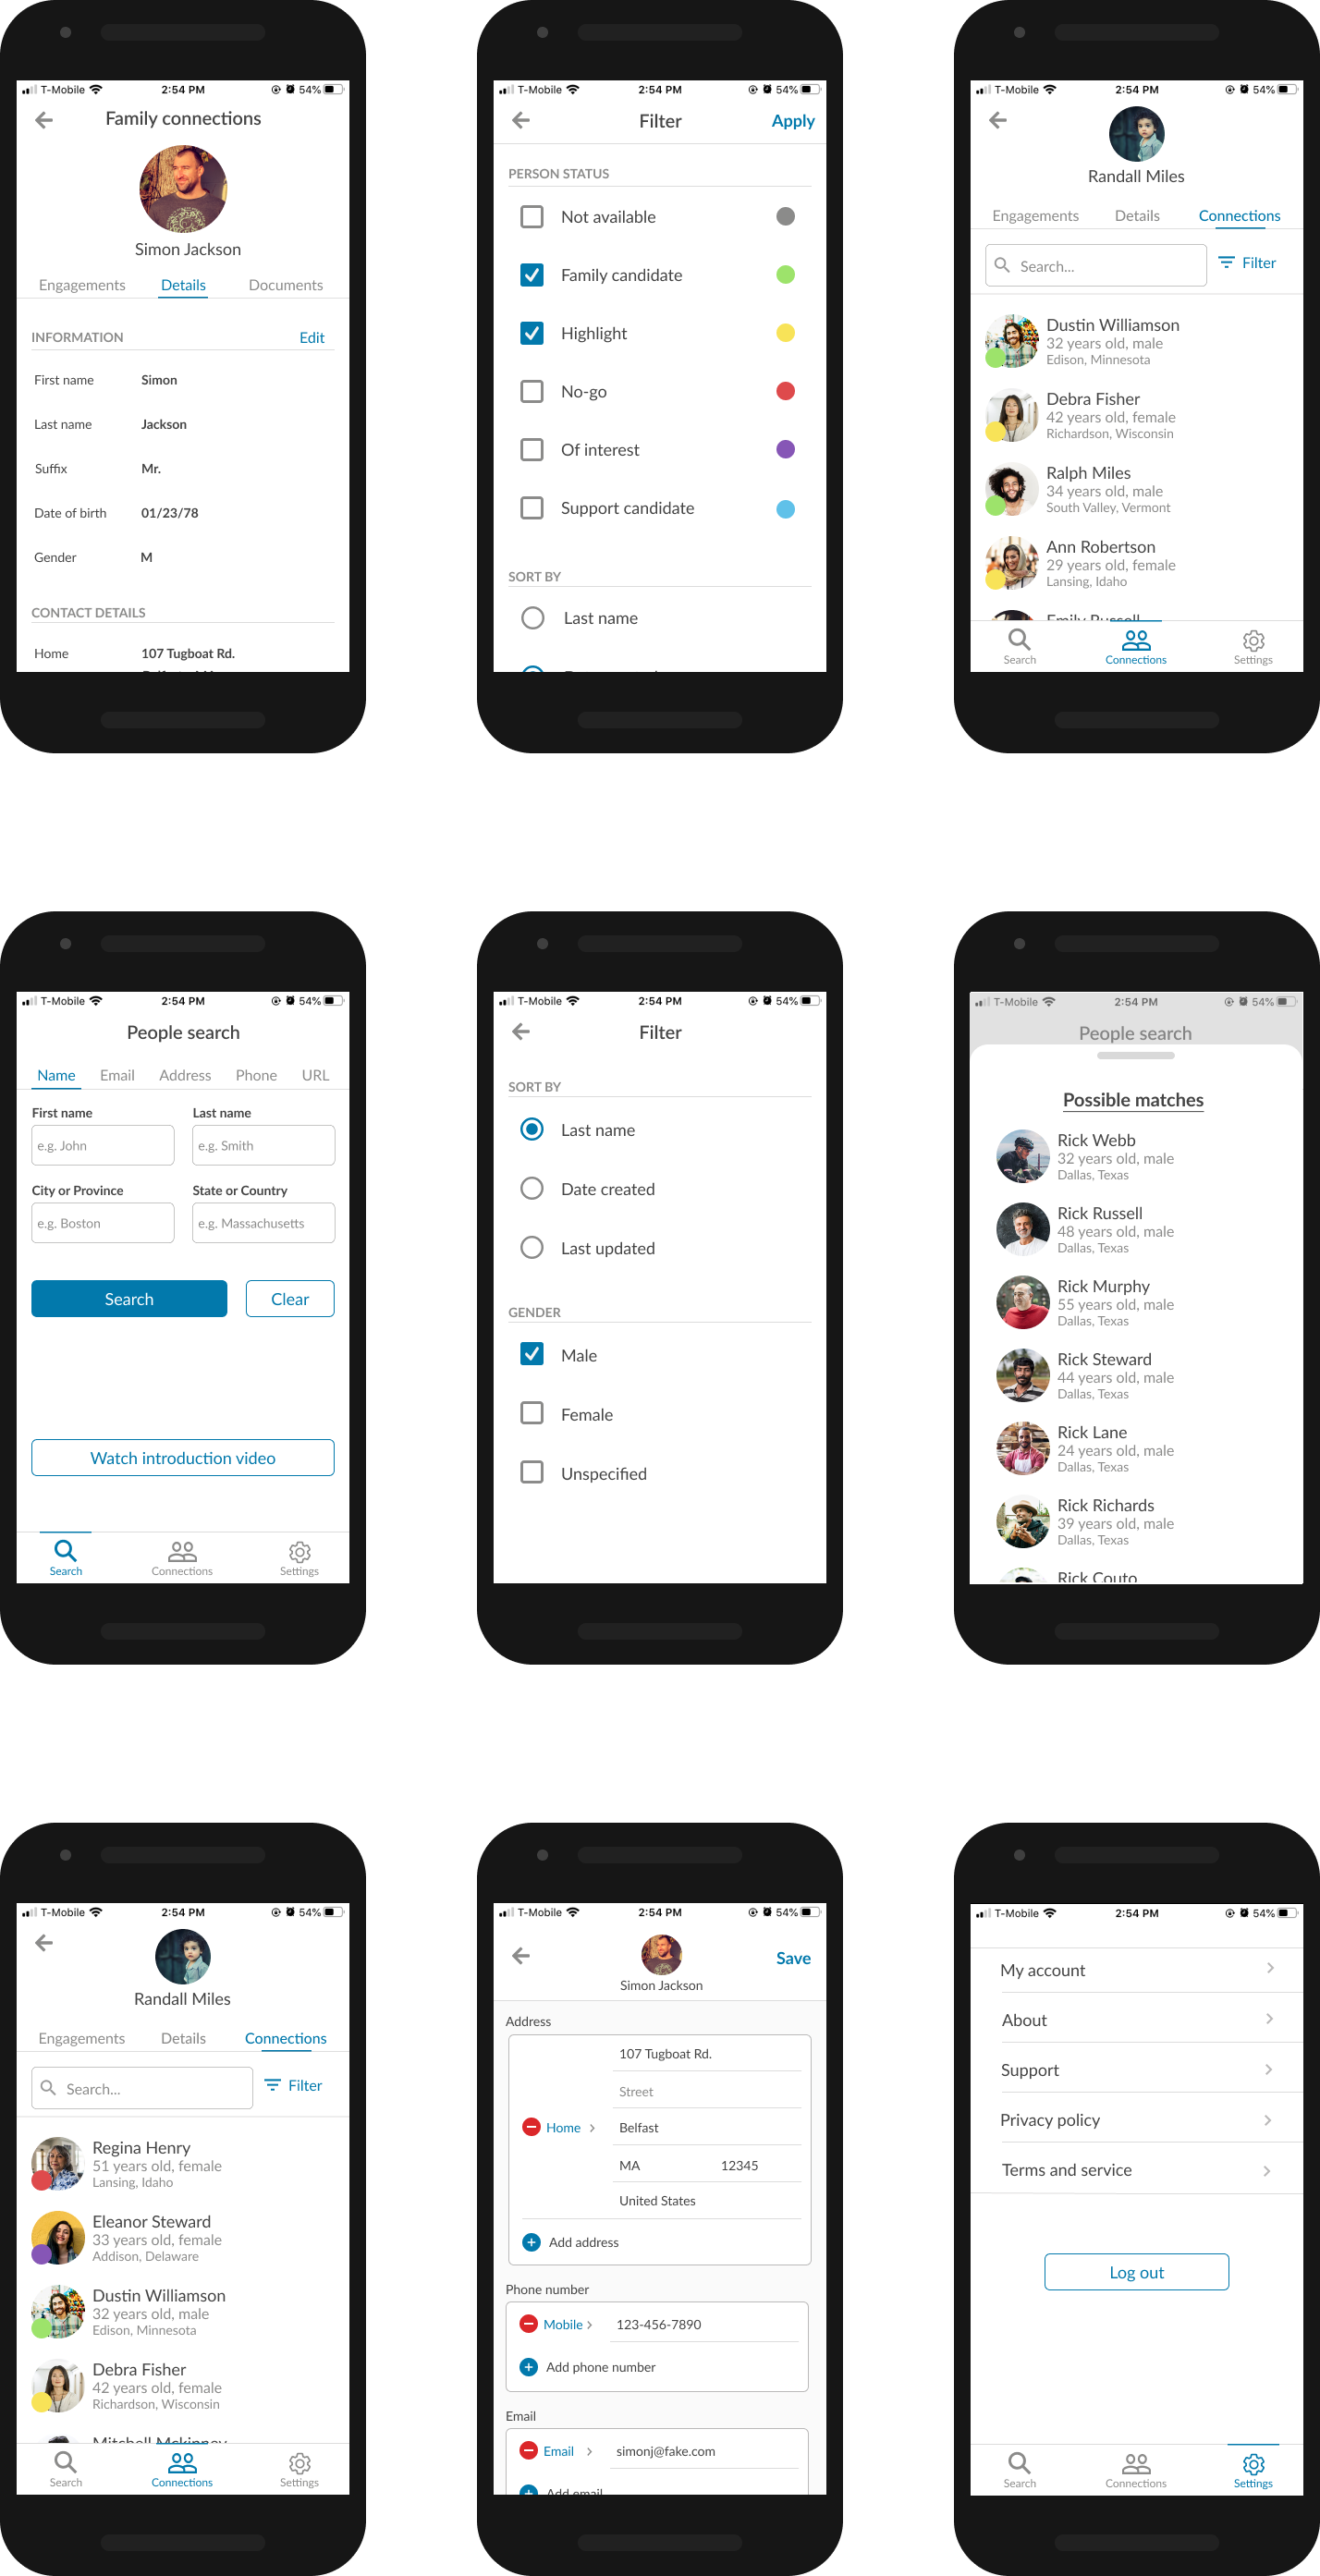 T-Mobile 2:54 PM 54%
Family connections
Simon Jackson
Engagements Details Documents
INFORMATION Edit
First name Simon
Last name Jackson
Suffix Mr.
Date of birth 01/23/78
Gender M
CONTACT DETAILS
Home 107 Tugboat Rd.
T-Mobile 2:54 PM 54%
Filter Apply
PERSON STATUS
Not available
Family candidate
Highlight
No-go
Of interest
Support candidate
SORT BY
Last name
T-Mobile 2:54 PM 54%
Randall Miles
Engagements Details Connections
Search... Filter
Dustin Williamson
32 years old, male
Edison, Minnesota
Debra Fisher
42 years old, female
Richardson, Wisconsin
Ralph Miles
34 years old, male
South Valley, Vermont
Ann Robertson
29 years old, female
Lansing, Idaho
Emily Russell
Search Connections Settings
T-Mobile 2:54 PM 54%
People search
Name Email Address Phone URL
First name Last name
e.g. John e.g. Smith
City or Province State or Country
e.g. Boston e.g. Massachusetts
Search Clear
Watch introduction video
Search Connections Settings
T-Mobile 2:54 PM 54%
Filter
SORT BY
Last name
Date created
Last updated
GENDER
Male
Female
Unspecified
T-Mobile 2:54 PM 54%
People search
Possible matches
Rick Webb
32 years old, male
Dallas, Texas
Rick Russell
48 years old, male
Dallas, Texas
Rick Murphy
55 years old, male
Dallas, Texas
Rick Steward
44 years old, male
Dallas, Texas
Rick Lane
24 years old, male
Dallas, Texas
Rick Richards
39 years old, male
Dallas, Texas
Rick Couto
T-Mobile 2:54 PM 54%
Randall Miles
Engagements Details Connections
Search... Filter
Regina Henry
51 years old, female
Lansing, Idaho
Eleanor Steward
33 years old, female
Addison, Delaware
Dustin Williamson
32 years old, male
Edison, Minnesota
Debra Fisher
42 years old, female
Richardson, Wisconsin
Mitchell Mckinney
Search Connections Settings
T-Mobile 2:54 PM 54%
Simon Jackson Save
Address
107 Tugboat Rd.
Street
Home Belfast
MA 12345
United States
Add address
Phone number
Mobile 123-456-7890
Add phone number
Email
Email simonj@fake.com
Add email
T-Mobile 2:54 PM 54%
My account
About
Support
Privacy policy
Terms and service
Log out
Search Connections Settings